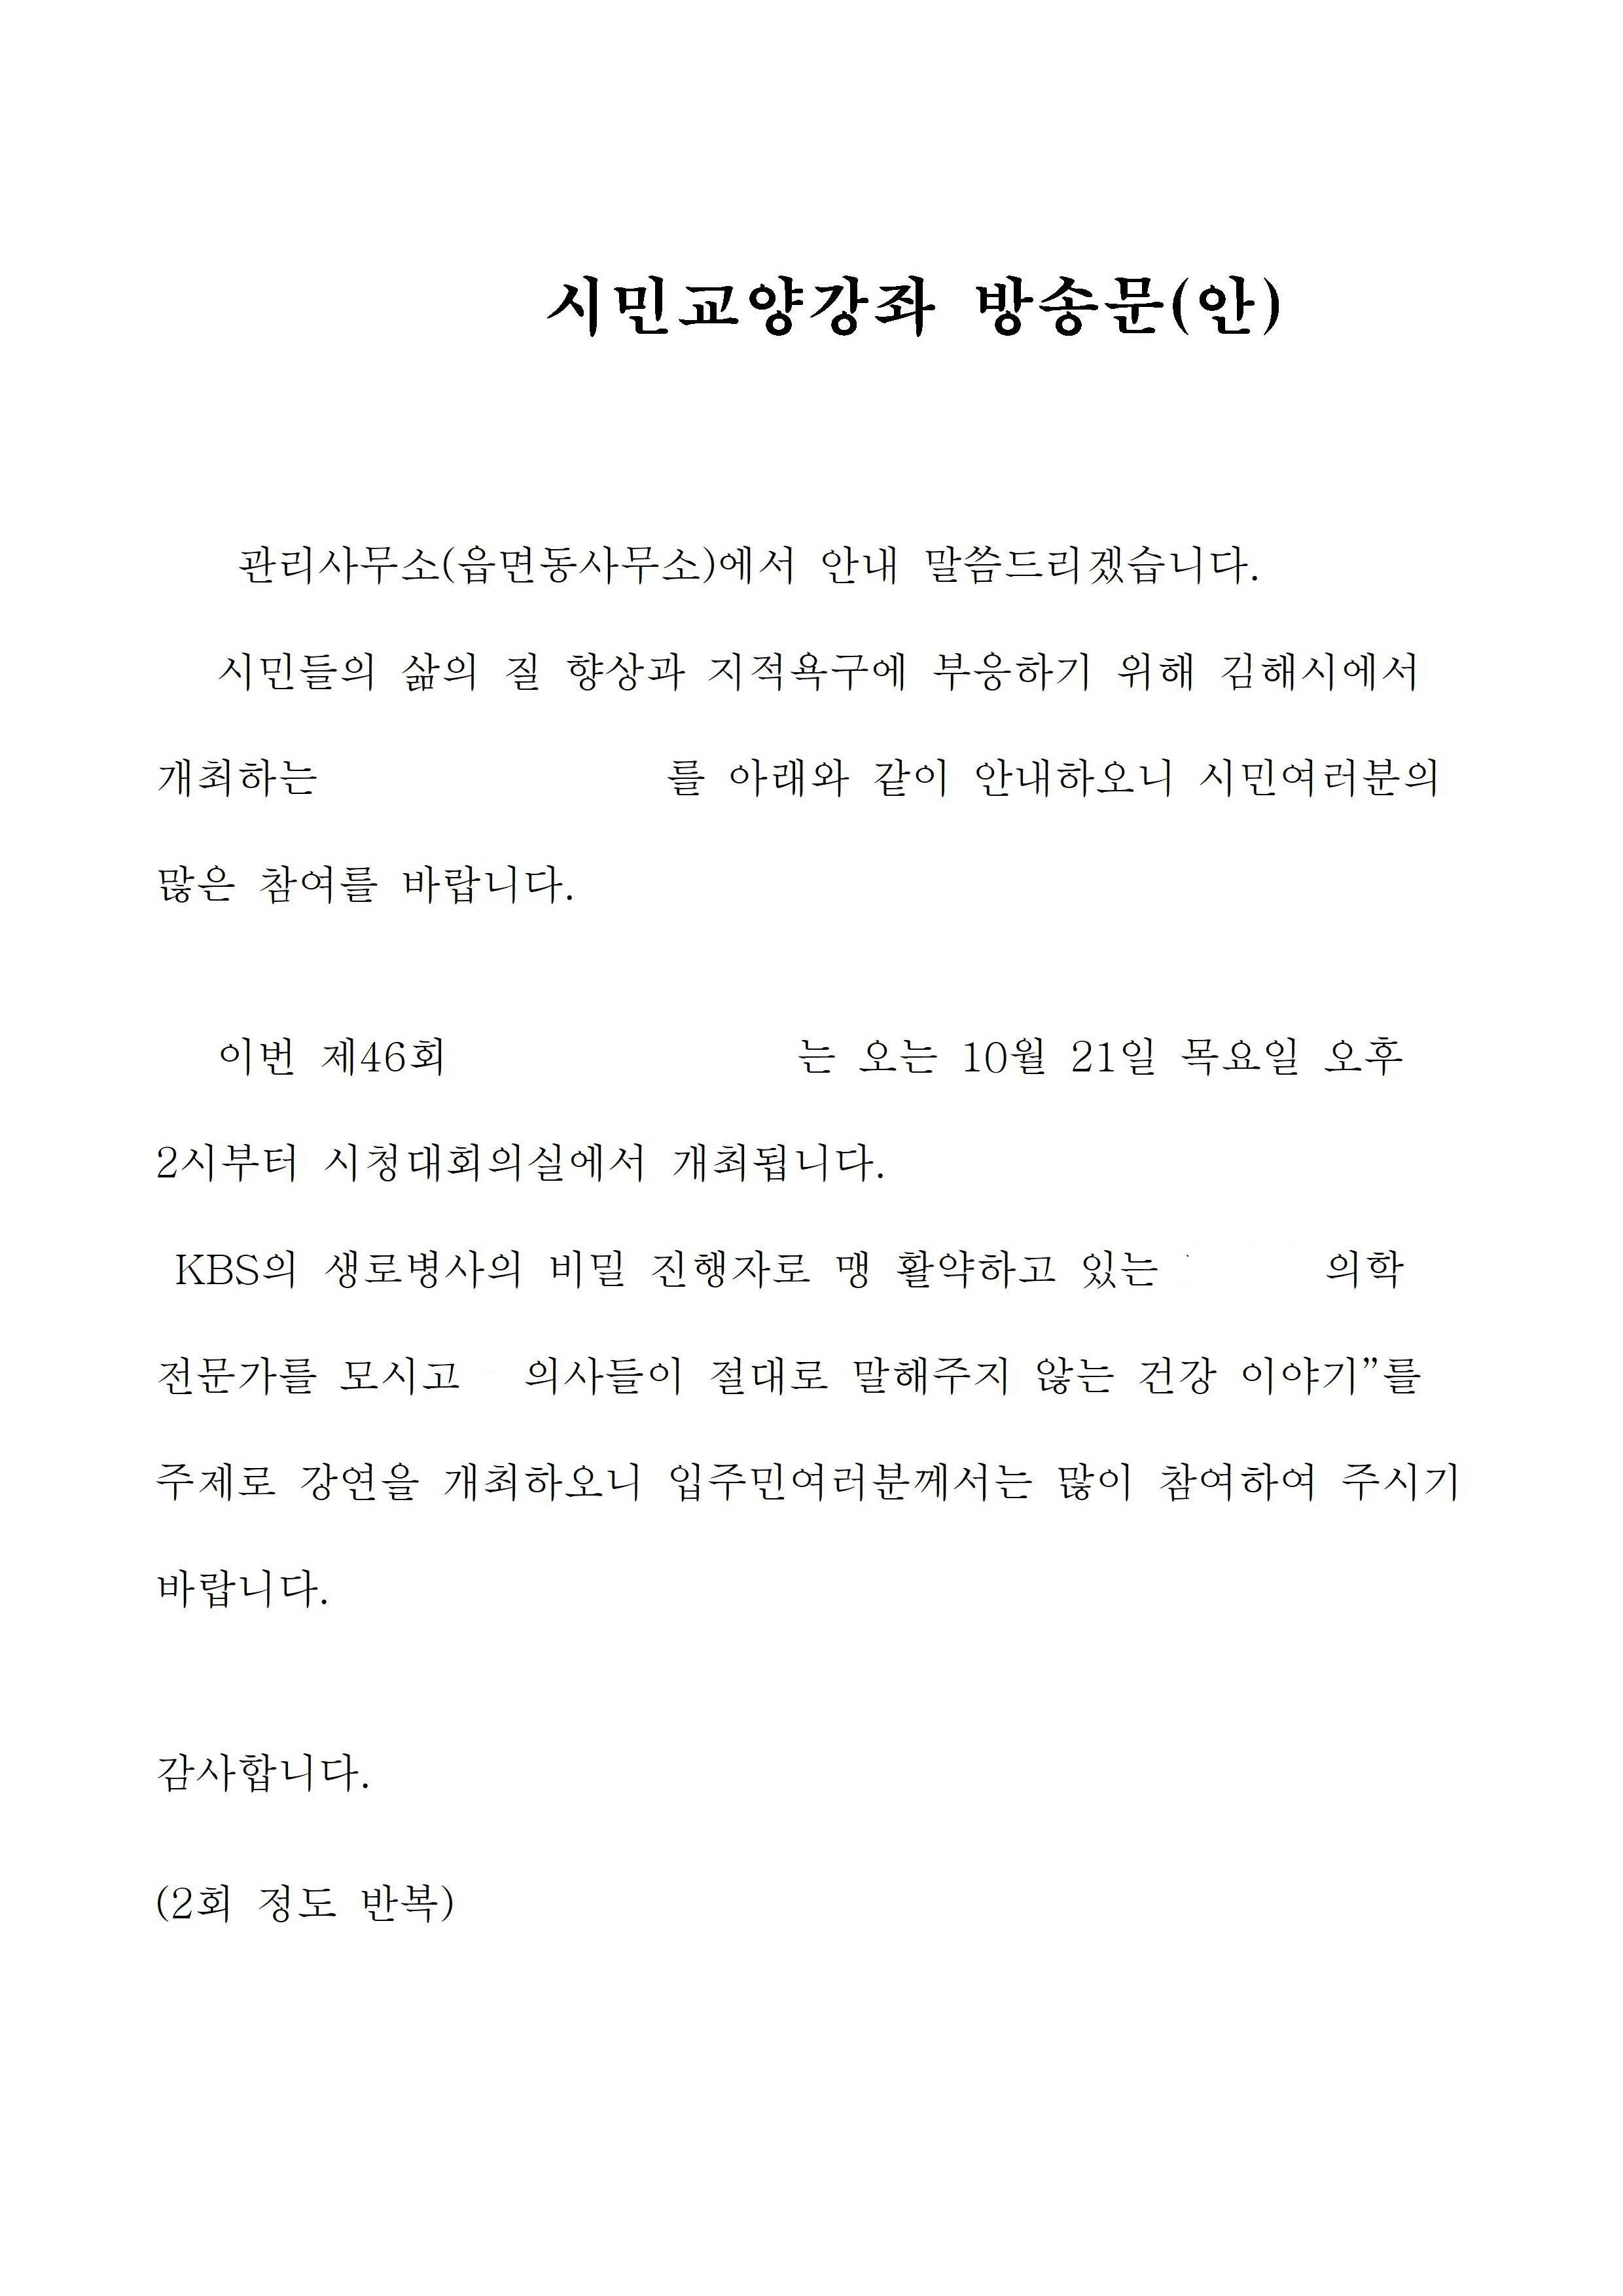 시민교양강좌 방송문(안)
관리사무소(읍면동사무소)에서 안내 말씀드리겠습니다.
시민들의 삶의 질 향상과 지적욕구에 부응하기 위해 김해시에서
개최하는 를 아래와 같이 안내하오니 시민여러분의
많은 참여를 바랍니다.
이번 제46회 는 오는 10월 21일 목요일 오후
2시부터 시청대회의실에서 개최됩니다.
KBS의 생로병사의 비밀 진행자로 맹 활약하고 있는 의학
전문가를 모시고 의사들이 절대로 말해주지 않는 건강 이야기”를
주제로 강연을 개최하오니 입주민여러분께서는 많이 참여하여 주시기
바랍니다.
감사합니다.
(2회 정도 반복)